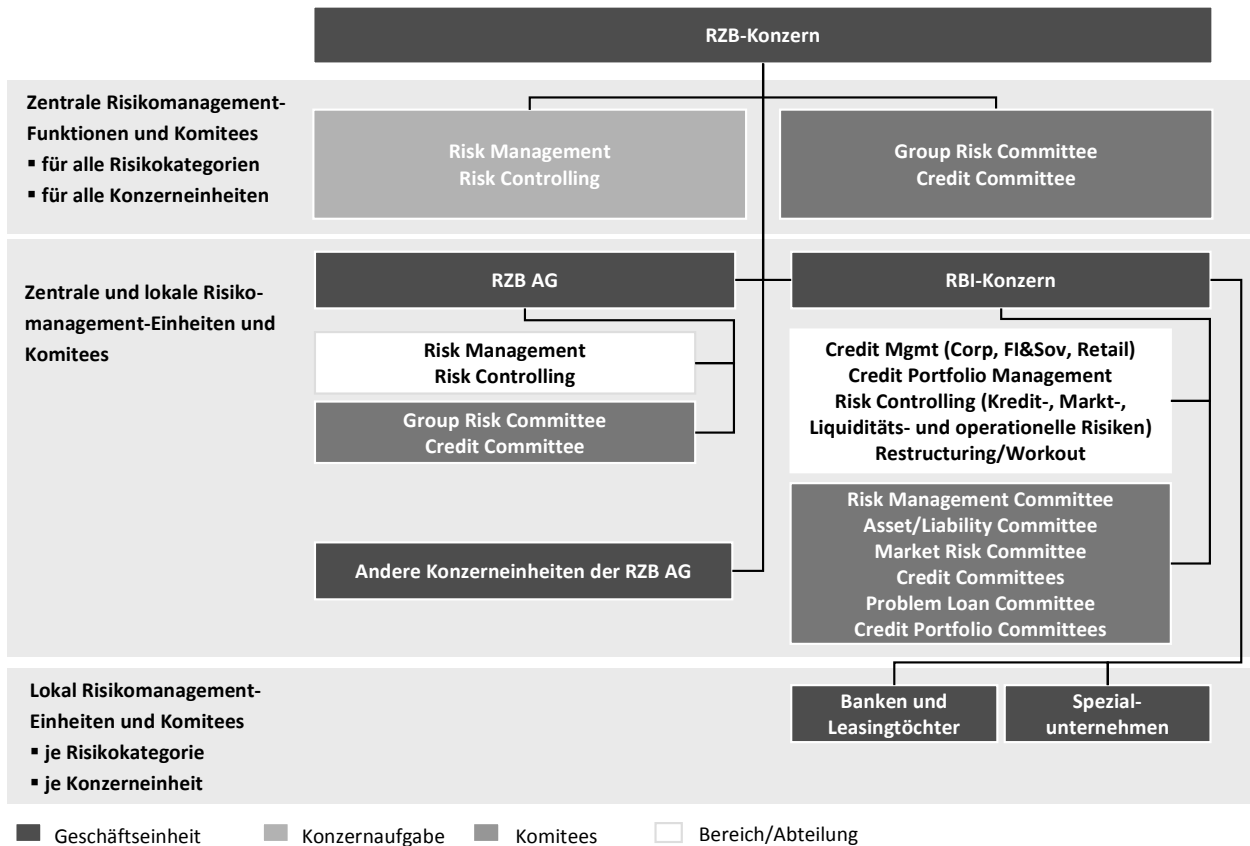 RZB-Konzern
Zentrale Risikomanagement-
Funktionen und Komitees
▪ für alle Risikokategorien
▪ für alle Konzerneinheiten
Risk Management
Risk Controlling
Group Risk Committee
Credit Committee
Zentrale und lokale Risiko-
management-Einheiten und
Komitees
RZB AG
RBI-Konzern
Risk Management
Risk Controlling
Group Risk Committee
Credit Committee
Credit Mgmt (Corp, FI&Sov, Retail)
Credit Portfolio Management
Risk Controlling (Kredit-, Markt-,
Liquiditäts- und operationelle Risiken)
Restructuring/Workout
Andere Konzerneinheiten der RZB AG
Risk Management Committee
Asset/Liability Committee
Market Risk Committee
Credit Committees
Problem Loan Committee
Credit Portfolio Committees
Lokal Risikomanagement-
Einheiten und Komitees
▪ je Risikokategorie
▪ je Konzerneinheit
Banken und
Leasingtöchter
Spezial-
unternehmen
Geschäftseinheit
Konzernaufgabe
Komitees
Bereich/Abteilung